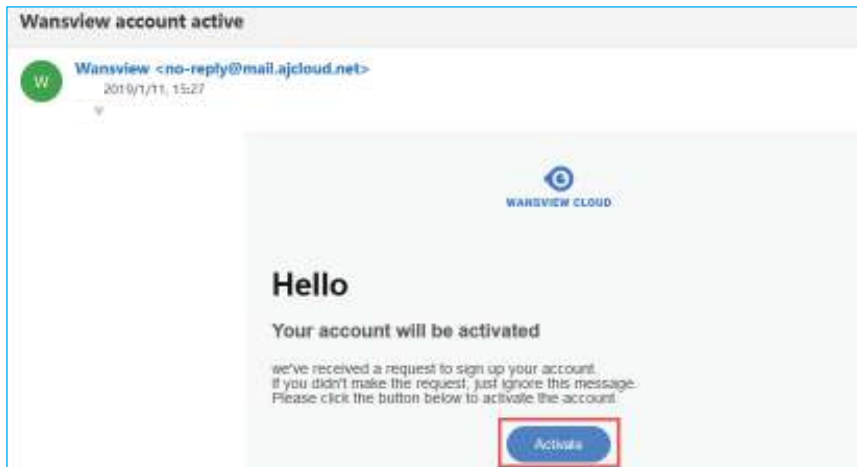 Wansview account active
W
Wansview <no-reply@mail.ajcloud.net>
2019/1/11, 15:27
WANSVIEW CLOUD
Hello
Your account will be activated
we've received a request to sign up your account.
If you didn't make the request, just ignore this message.
Please click the button below to activate the account
Activate